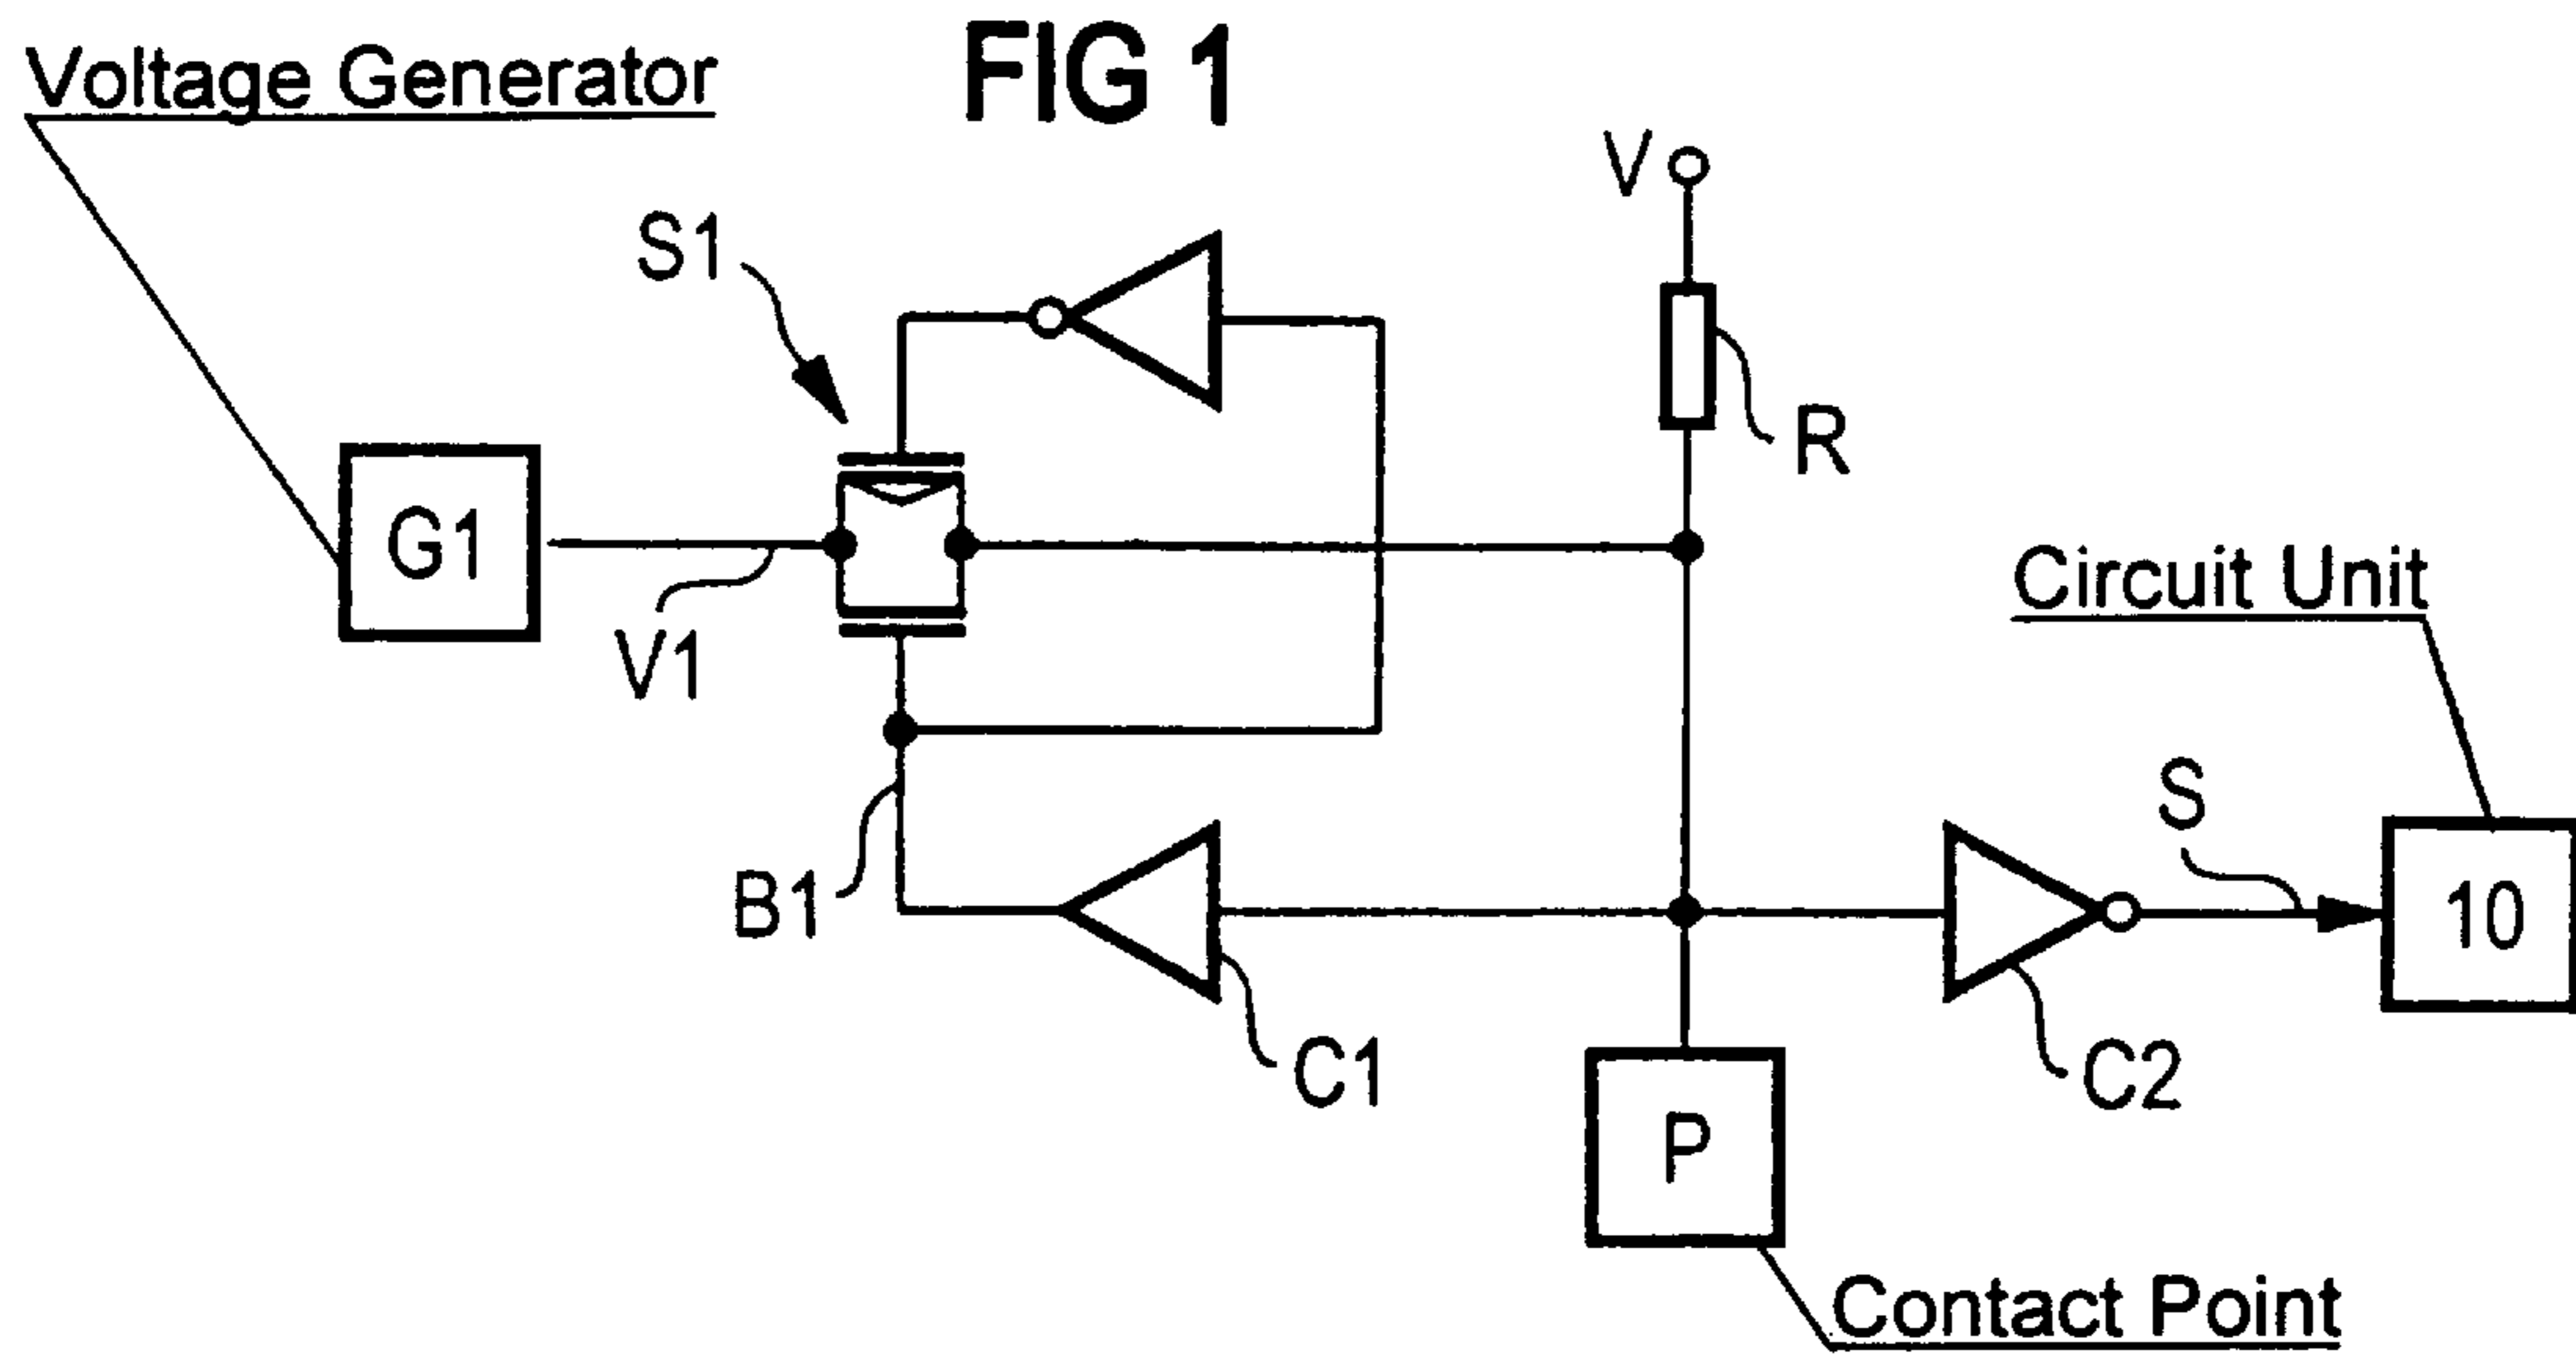 FIG 1
Voltage Generator
V
S1
R
G1
V1
Circuit Unit
S
B1
10
C1
C2
P
Contact Point